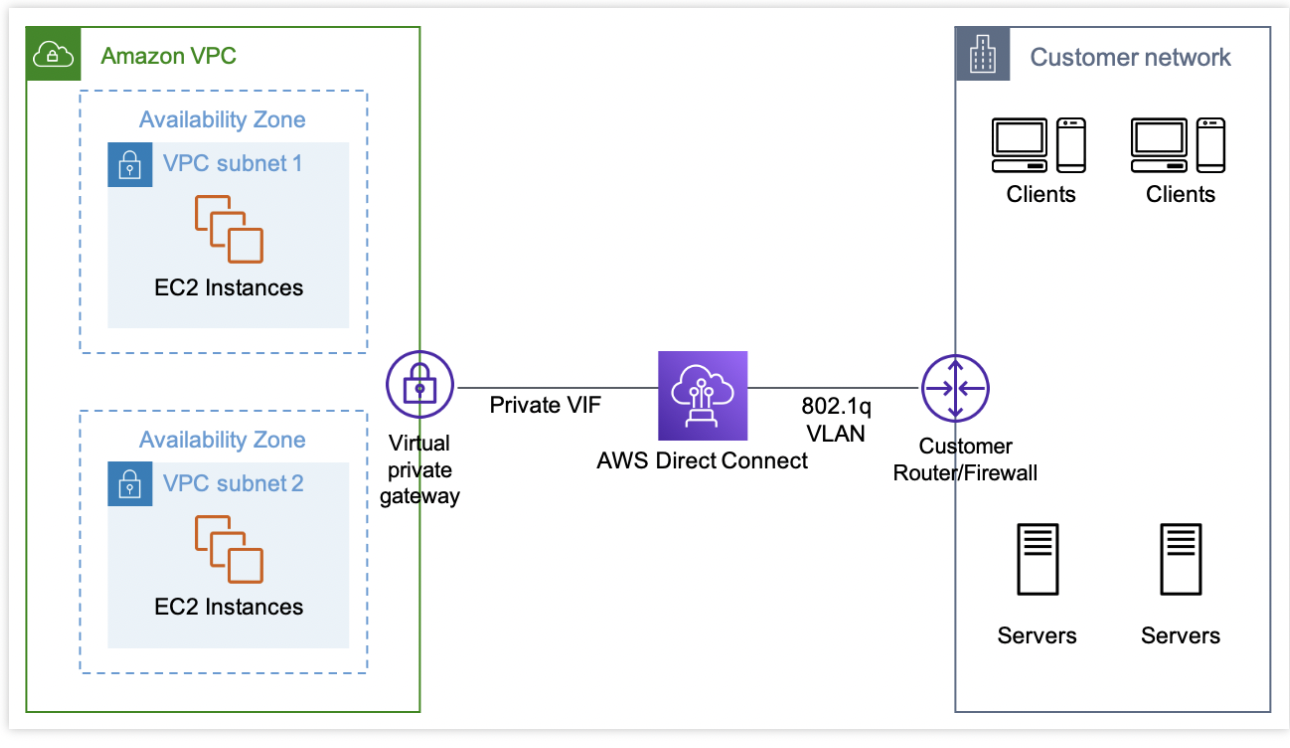 Amazon VPC
Availability Zone
VPC subnet 1
EC2 Instances
Availability Zone
VPC subnet 2
EC2 Instances
Virtual
private
gateway
Private VIF
AWS Direct Connect
802.1q
VLAN
Customer
Router/Firewall
Customer network
Clients
Clients
Servers
Servers